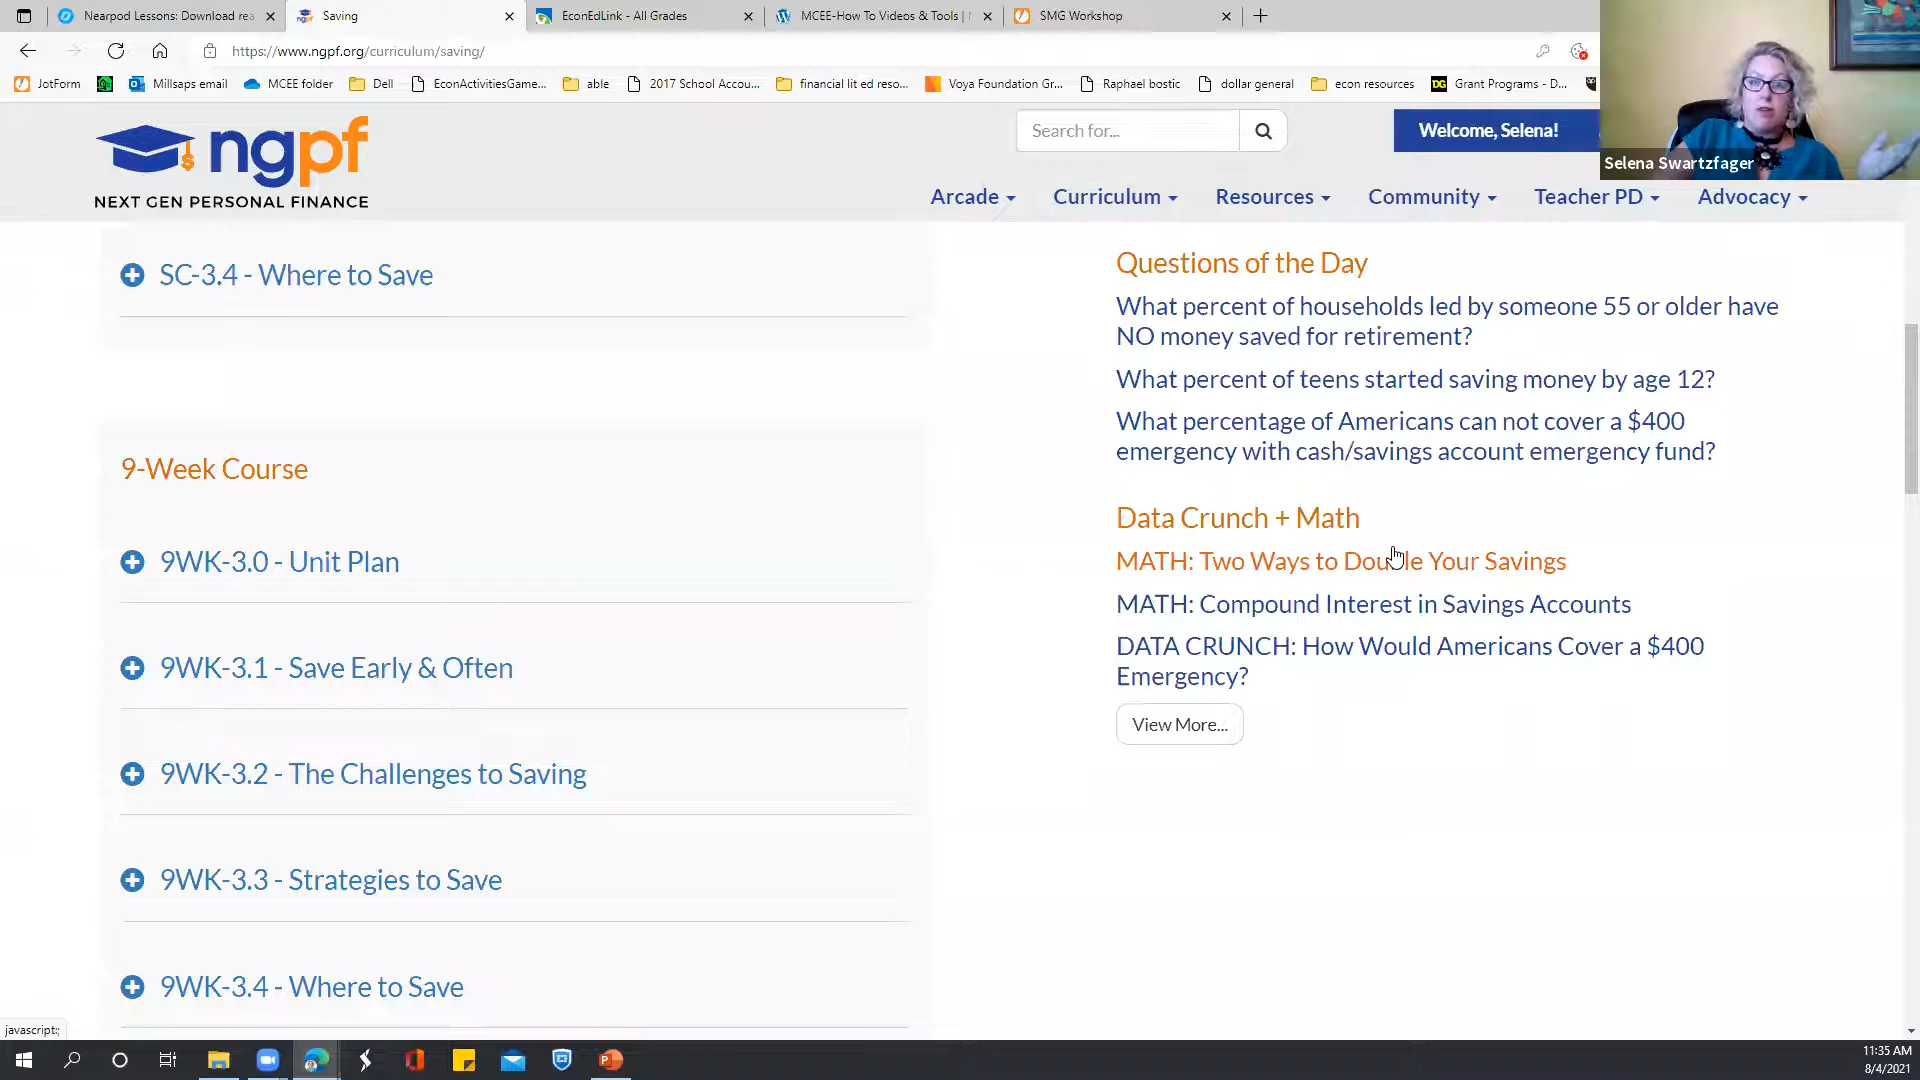 Nearpod Lessons: Download rea
Saving
EconEdLink - All Grades
MCEE-How To Videos & Tools |
SMG Workshop
https://www.ngpf.org/curriculum/saving/
JotForm
Millsaps email
MCEE folder
Dell
EconActivitiesGame...
able
2017 School Accou...
financial lit ed reso...
Voya Foundation Gr...
Raphael bostic
dollar general
econ resources
DG
Grant Programs - D...
ngpf
NEXT GEN PERSONAL FINANCE
Search for...
Welcome, Selena!
Selena Swartzfager
Arcade
Curriculum
Resources
Community
Teacher PD
Advocacy
SC-3.4 - Where to Save
9-Week Course
9WK-3.0 - Unit Plan
9WK-3.1 - Save Early & Often
9WK-3.2 - The Challenges to Saving
9WK-3.3 - Strategies to Save
9WK-3.4 - Where to Save
Questions of the Day
What percent of households led by someone 55 or older have
NO money saved for retirement?
What percent of teens started saving money by age 12?
What percentage of Americans can not cover a $400
emergency with cash/savings account emergency fund?
Data Crunch + Math
MATH: Two Ways to Double Your Savings
MATH: Compound Interest in Savings Accounts
DATA CRUNCH: How Would Americans Cover a $400
Emergency?
View More...
javascript:;
11:35 AM
8/4/2021